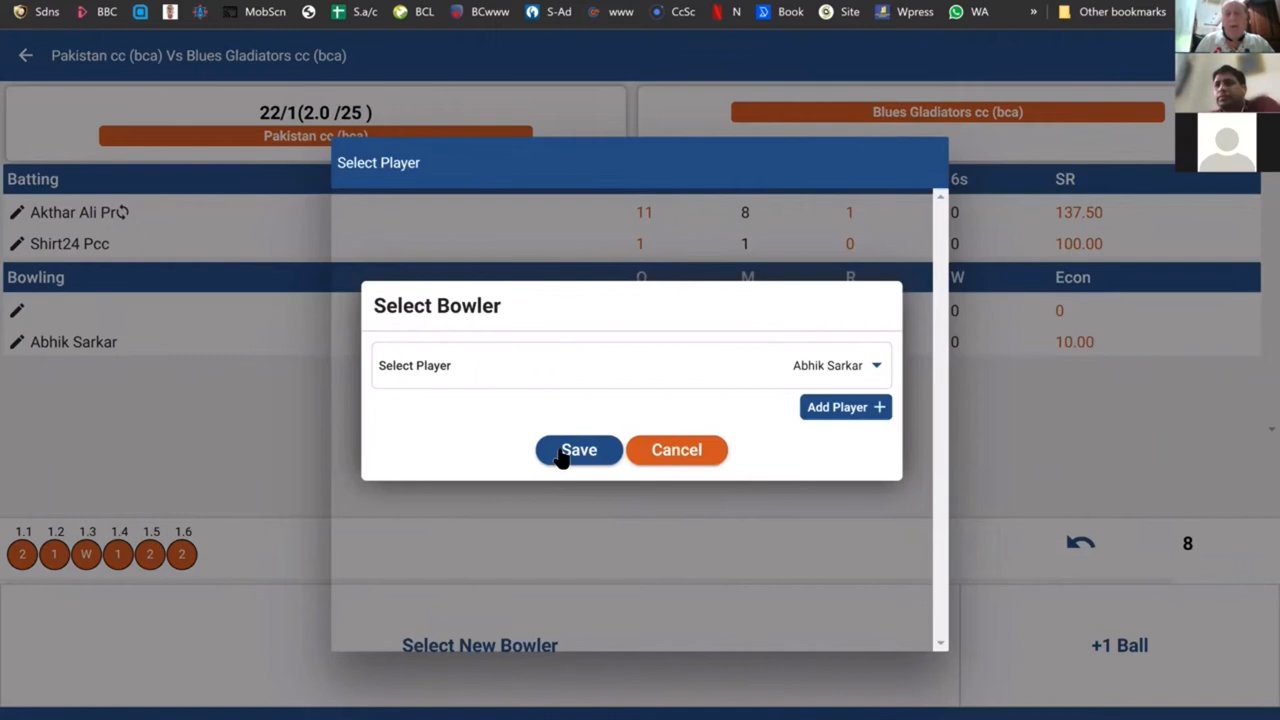 Sdns BBC MobScn S.a/c BCL BCwww S-Ad www CcSc N Book Site Wpress WA » Other bookmarks
Pakistan cc (bca) Vs Blues Gladiators cc (bca)
22/1(2.0 /25 )
Pakistan cc (bca)
Blues Gladiators cc (bca)
Select Player
Batting 6s SR
Akthar Ali Pr 11 8 1 0 137.50
Shirt24 Pcc 1 1 0 0 100.00
Bowling O M R W Econ
0 0
Abhik Sarkar 0 10.00
Select Bowler
Select Player Abhik Sarkar
Add Player +
Save Cancel
1.1 1.2 1.3 1.4 1.5 1.6
2 1 W 1 2 2
8
Select New Bowler
+1 Ball